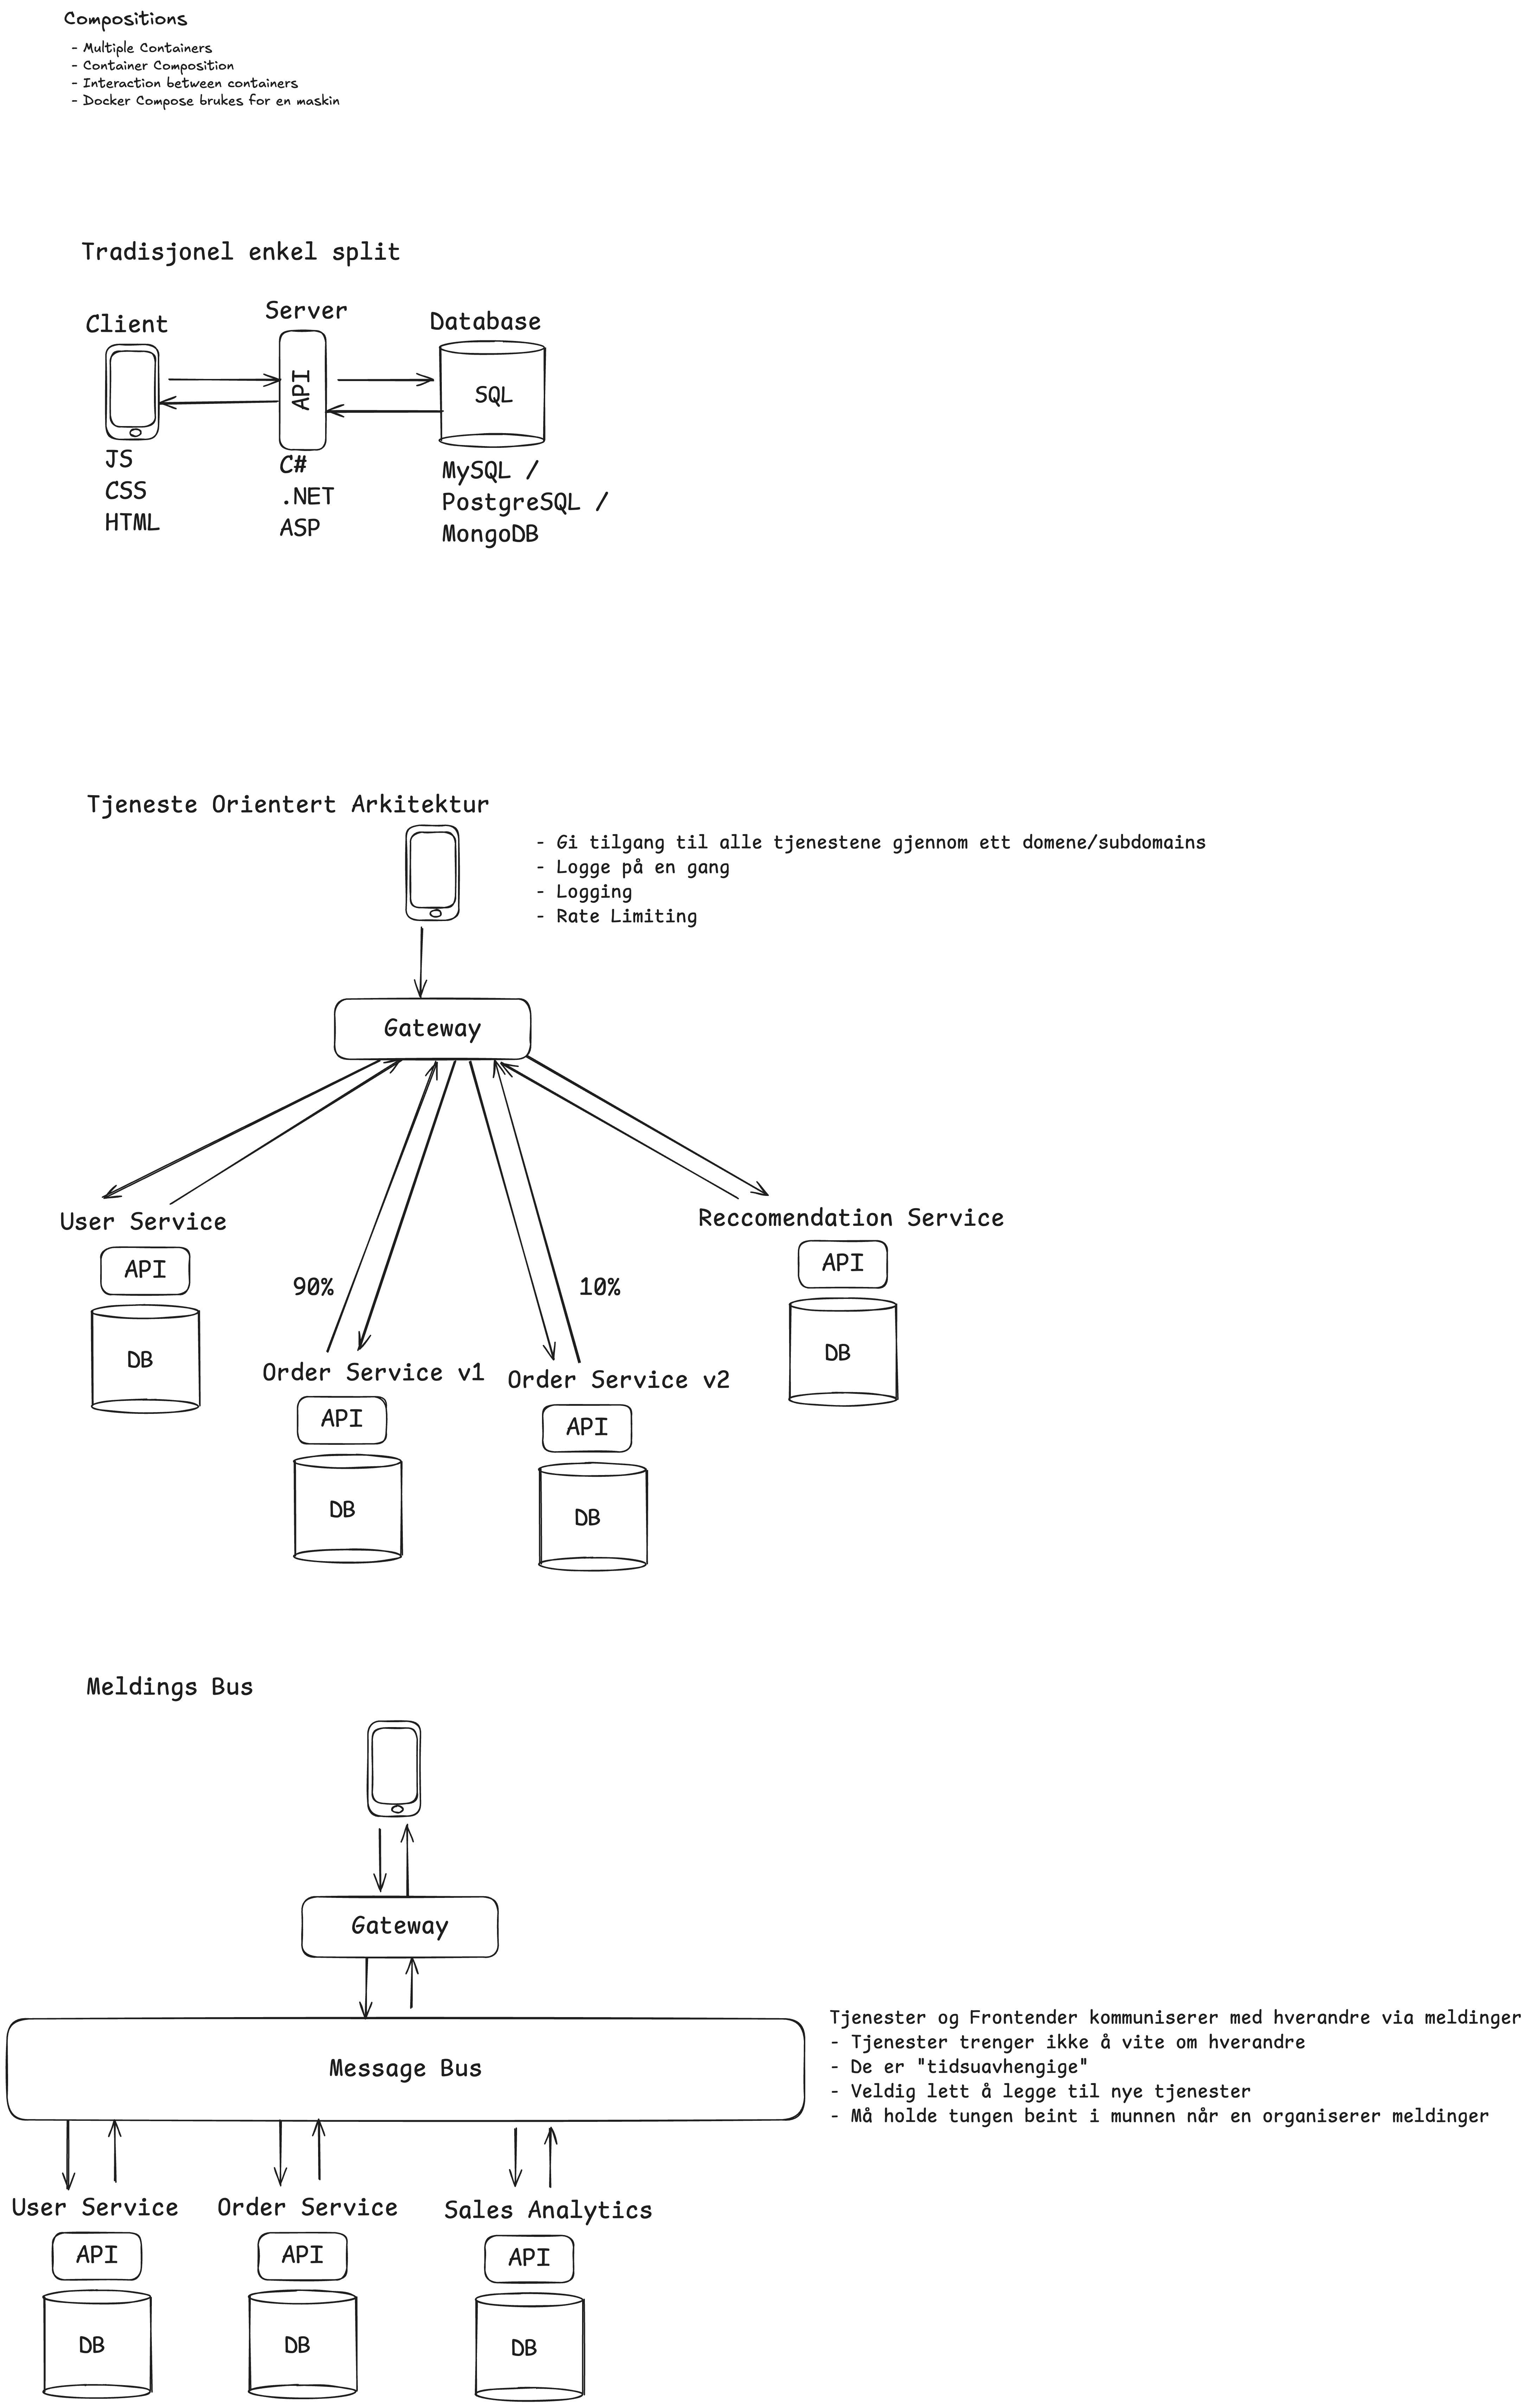 Compositions
- Multiple Containers
- Container Composition
- Interaction between containers
- Docker Compose brukes for en maskin
Tradisjonel enkel split
Client
Server
Database
API
SQL
JS
CSS
HTML
C#
.NET
ASP
MySQL /
PostgreSQL /
MongoDB
Tjeneste Orientert Arkitektur
- Gi tilgang til alle tjenestene gjennom ett domene/subdomains
- Logge på en gang
- Logging
- Rate Limiting
Gateway
User Service
API
DB
90%
Order Service v1
API
DB
10%
Order Service v2
API
DB
Reccomendation Service
API
DB
Meldings Bus
Gateway
Message Bus
Tjenester og Frontender kommuniserer med hverandre via meldinger
- Tjenester trenger ikke å vite om hverandre
- De er "tidsuavhengige"
- Veldig lett å legge til nye tjenester
- Må holde tungen beint i munnen når en organiserer meldinger
User Service
API
DB
Order Service
API
DB
Sales Analytics
API
DB